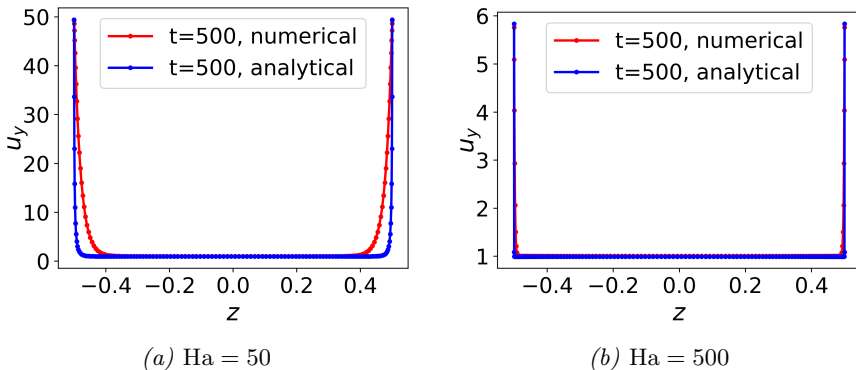 50
40
30
20
10
0
u_y
t=500, numerical
t=500, analytical
−0.4 −0.2 0.0 0.2 0.4
z
(a) Ha = 50
6
5
4
3
2
1
u_y
t=500, numerical
t=500, analytical
−0.4 −0.2 0.0 0.2 0.4
z
(b) Ha = 500